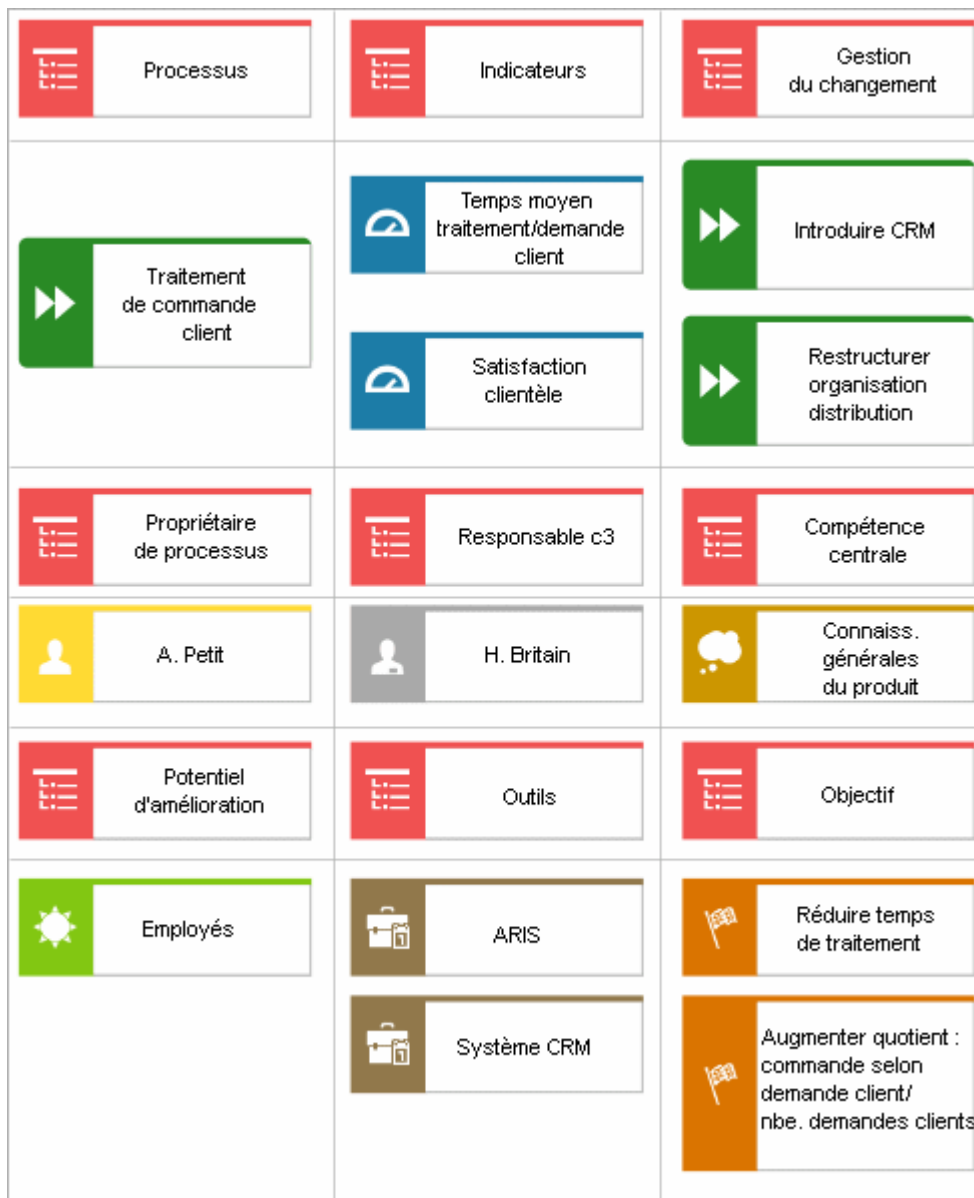 Processus
Indicateurs
Gestion
du changement
Traitement
de commande
client
Temps moyen
traitement/demande
client
Satisfaction
clientèle
Introduire CRM
Restructurer
organisation
distribution
Propriétaire
de processus
Responsable c3
Compétence
centrale
A. Petit
H. Britain
Connaiss.
générales
du produit
Potentiel
d'amélioration
Outils
Objectif
Employés
ARIS
Système CRM
Réduire temps
de traitement
Augmenter quotient :
commande selon
demande client/
nbe. demandes clients